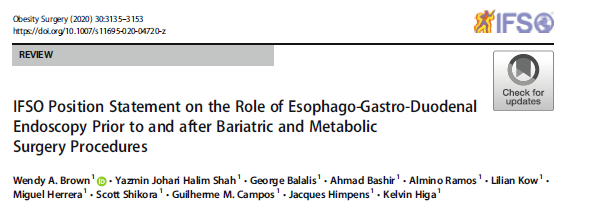 Obesity Surgery (2020) 30:3135–3153
https://doi.org/10.1007/s11695-020-04720-z
IFSO
REVIEW
Check for
updates
IFSO Position Statement on the Role of Esophago-Gastro-Duodenal
Endoscopy Prior to and after Bariatric and Metabolic
Surgery Procedures
Wendy A. Brown1 · Yazmin Johari Halim Shah1 · George Balalis1 · Ahmad Bashir1 · Almino Ramos1 · Lilian Kow1 ·
Miguel Herrera1 · Scott Shikora1 · Guilherme M. Campos1 · Jacques Himpens1 · Kelvin Higa1